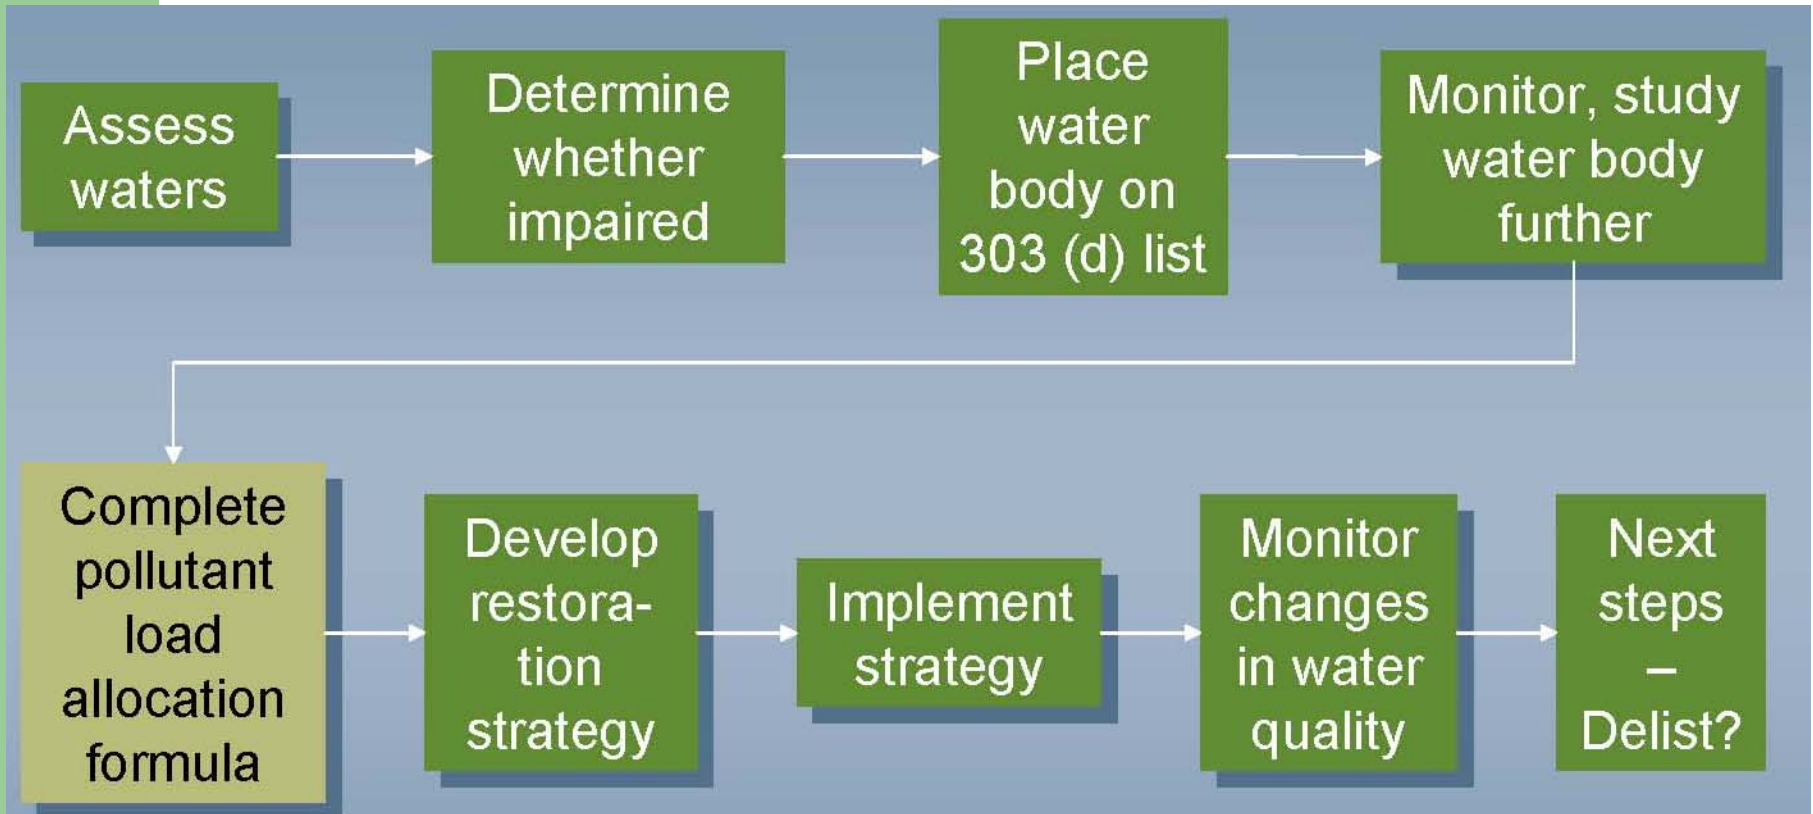 Assess
waters
Determine
whether
impaired
Place
water
body on
303 (d) list
Monitor, study
water body
further
Complete
pollutant
load
allocation
formula
Develop
restora-
tion
strategy
Implement
strategy
Monitor
changes
in water
quality
Next
steps
–
Delist?